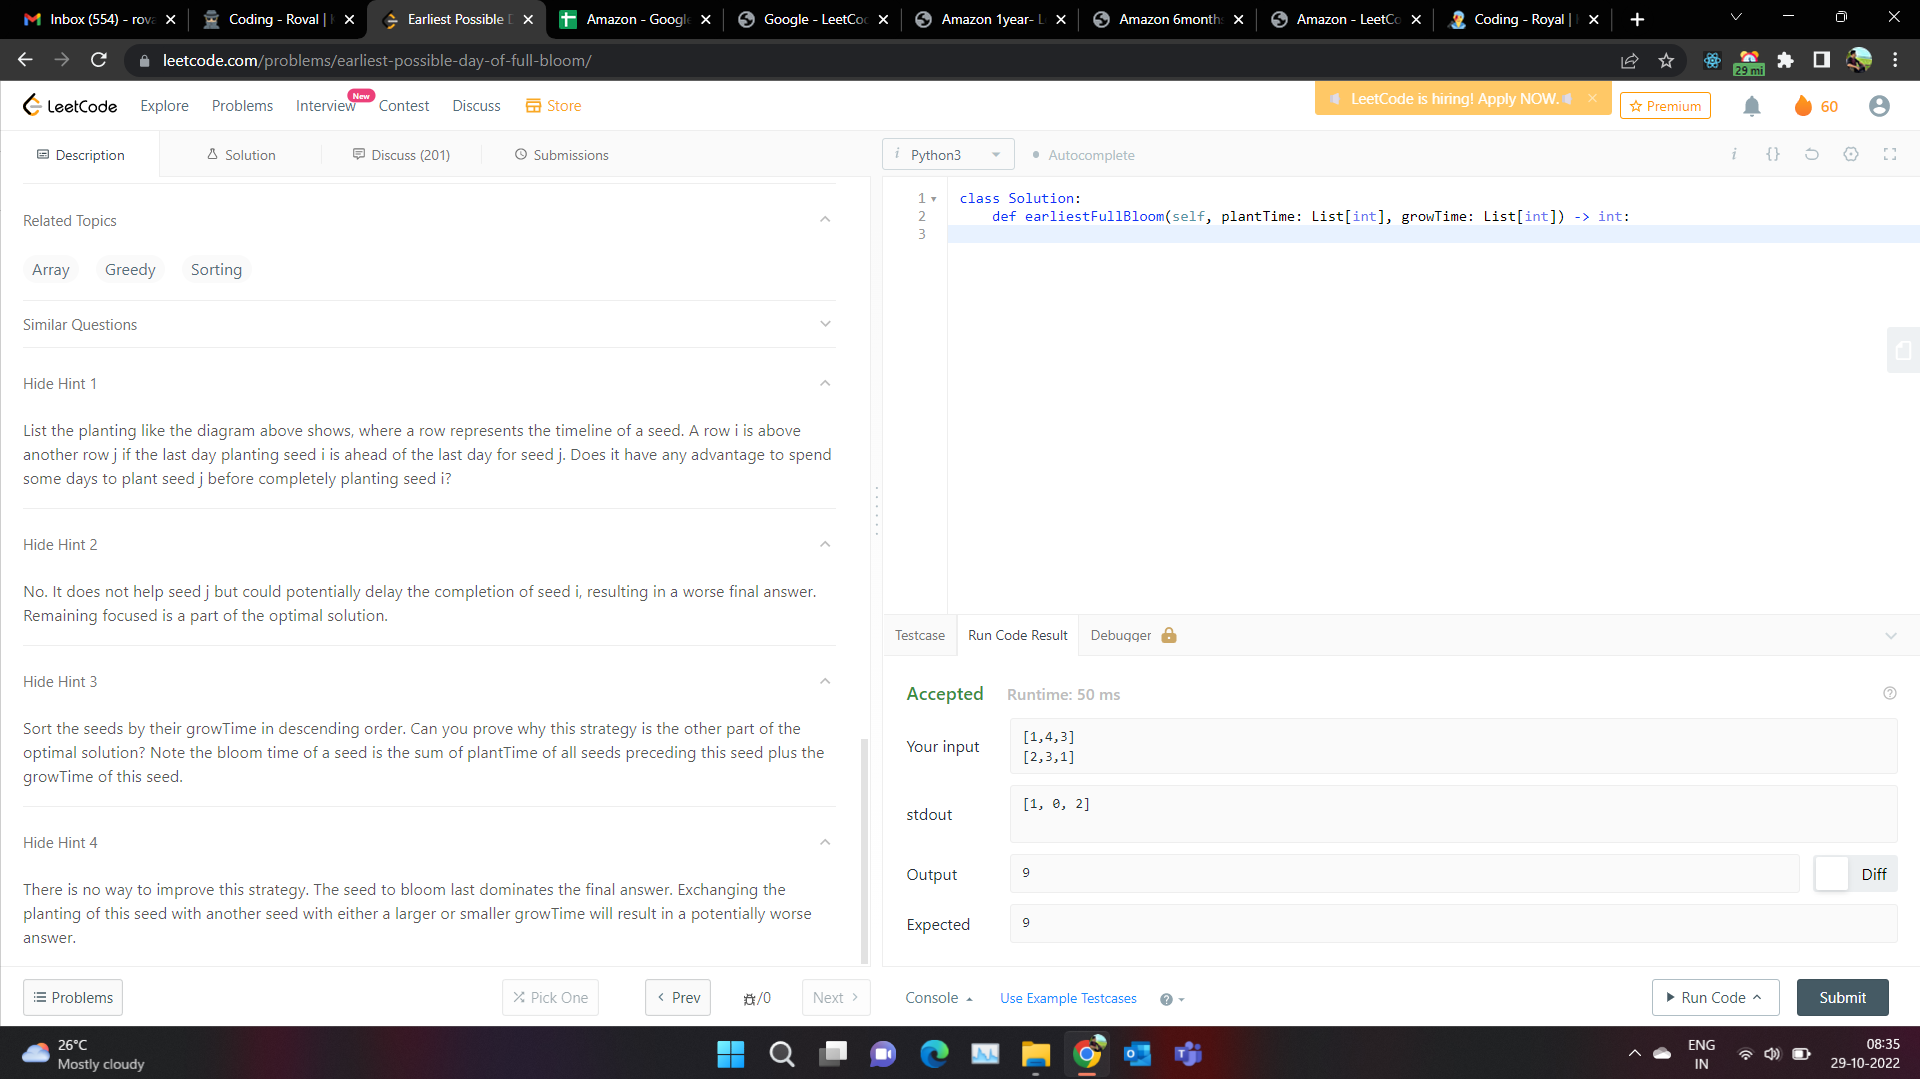 Inbox (554) - rova
Coding - Roval |
Earliest Possible D
Amazon - Google
Google - LeetCo
Amazon 1year- L
Amazon 6months
Amazon - LeetCo
Coding - Royal |
leetcode.com/problems/earliest-possible-day-of-full-bloom/
29 mi
LeetCode
Explore
Problems
Interview
New
Contest
Discuss
Store
LeetCode is hiring! Apply NOW.
Premium
60
Description
Solution
Discuss (201)
Submissions
Python3
Autocomplete
Related Topics
Array
Greedy
Sorting
Similar Questions
Hide Hint 1
List the planting like the diagram above shows, where a row represents the timeline of a seed. A row i is above
another row j if the last day planting seed i is ahead of the last day for seed j. Does it have any advantage to spend
some days to plant seed j before completely planting seed i?
Hide Hint 2
No. It does not help seed j but could potentially delay the completion of seed i, resulting in a worse final answer.
Remaining focused is a part of the optimal solution.
Hide Hint 3
Sort the seeds by their growTime in descending order. Can you prove why this strategy is the other part of the
optimal solution? Note the bloom time of a seed is the sum of plantTime of all seeds preceding this seed plus the
growTime of this seed.
Hide Hint 4
There is no way to improve this strategy. The seed to bloom last dominates the final answer. Exchanging the
planting of this seed with another seed with either a larger or smaller growTime will result in a potentially worse
answer.
1 class Solution:
2 def earliestFullBloom(self, plantTime: List[int], growTime: List[int]) -> int:
3
Testcase
Run Code Result
Debugger
Accepted
Runtime: 50 ms
Your input
[1,4,3]
[2,3,1]
stdout
[1, 0, 2]
Output
9
Diff
Expected
9
Problems
Pick One
Prev
/0
Next
Console
Use Example Testcases
Run Code
Submit
26°C
Mostly cloudy
ENG
IN
08:35
29-10-2022